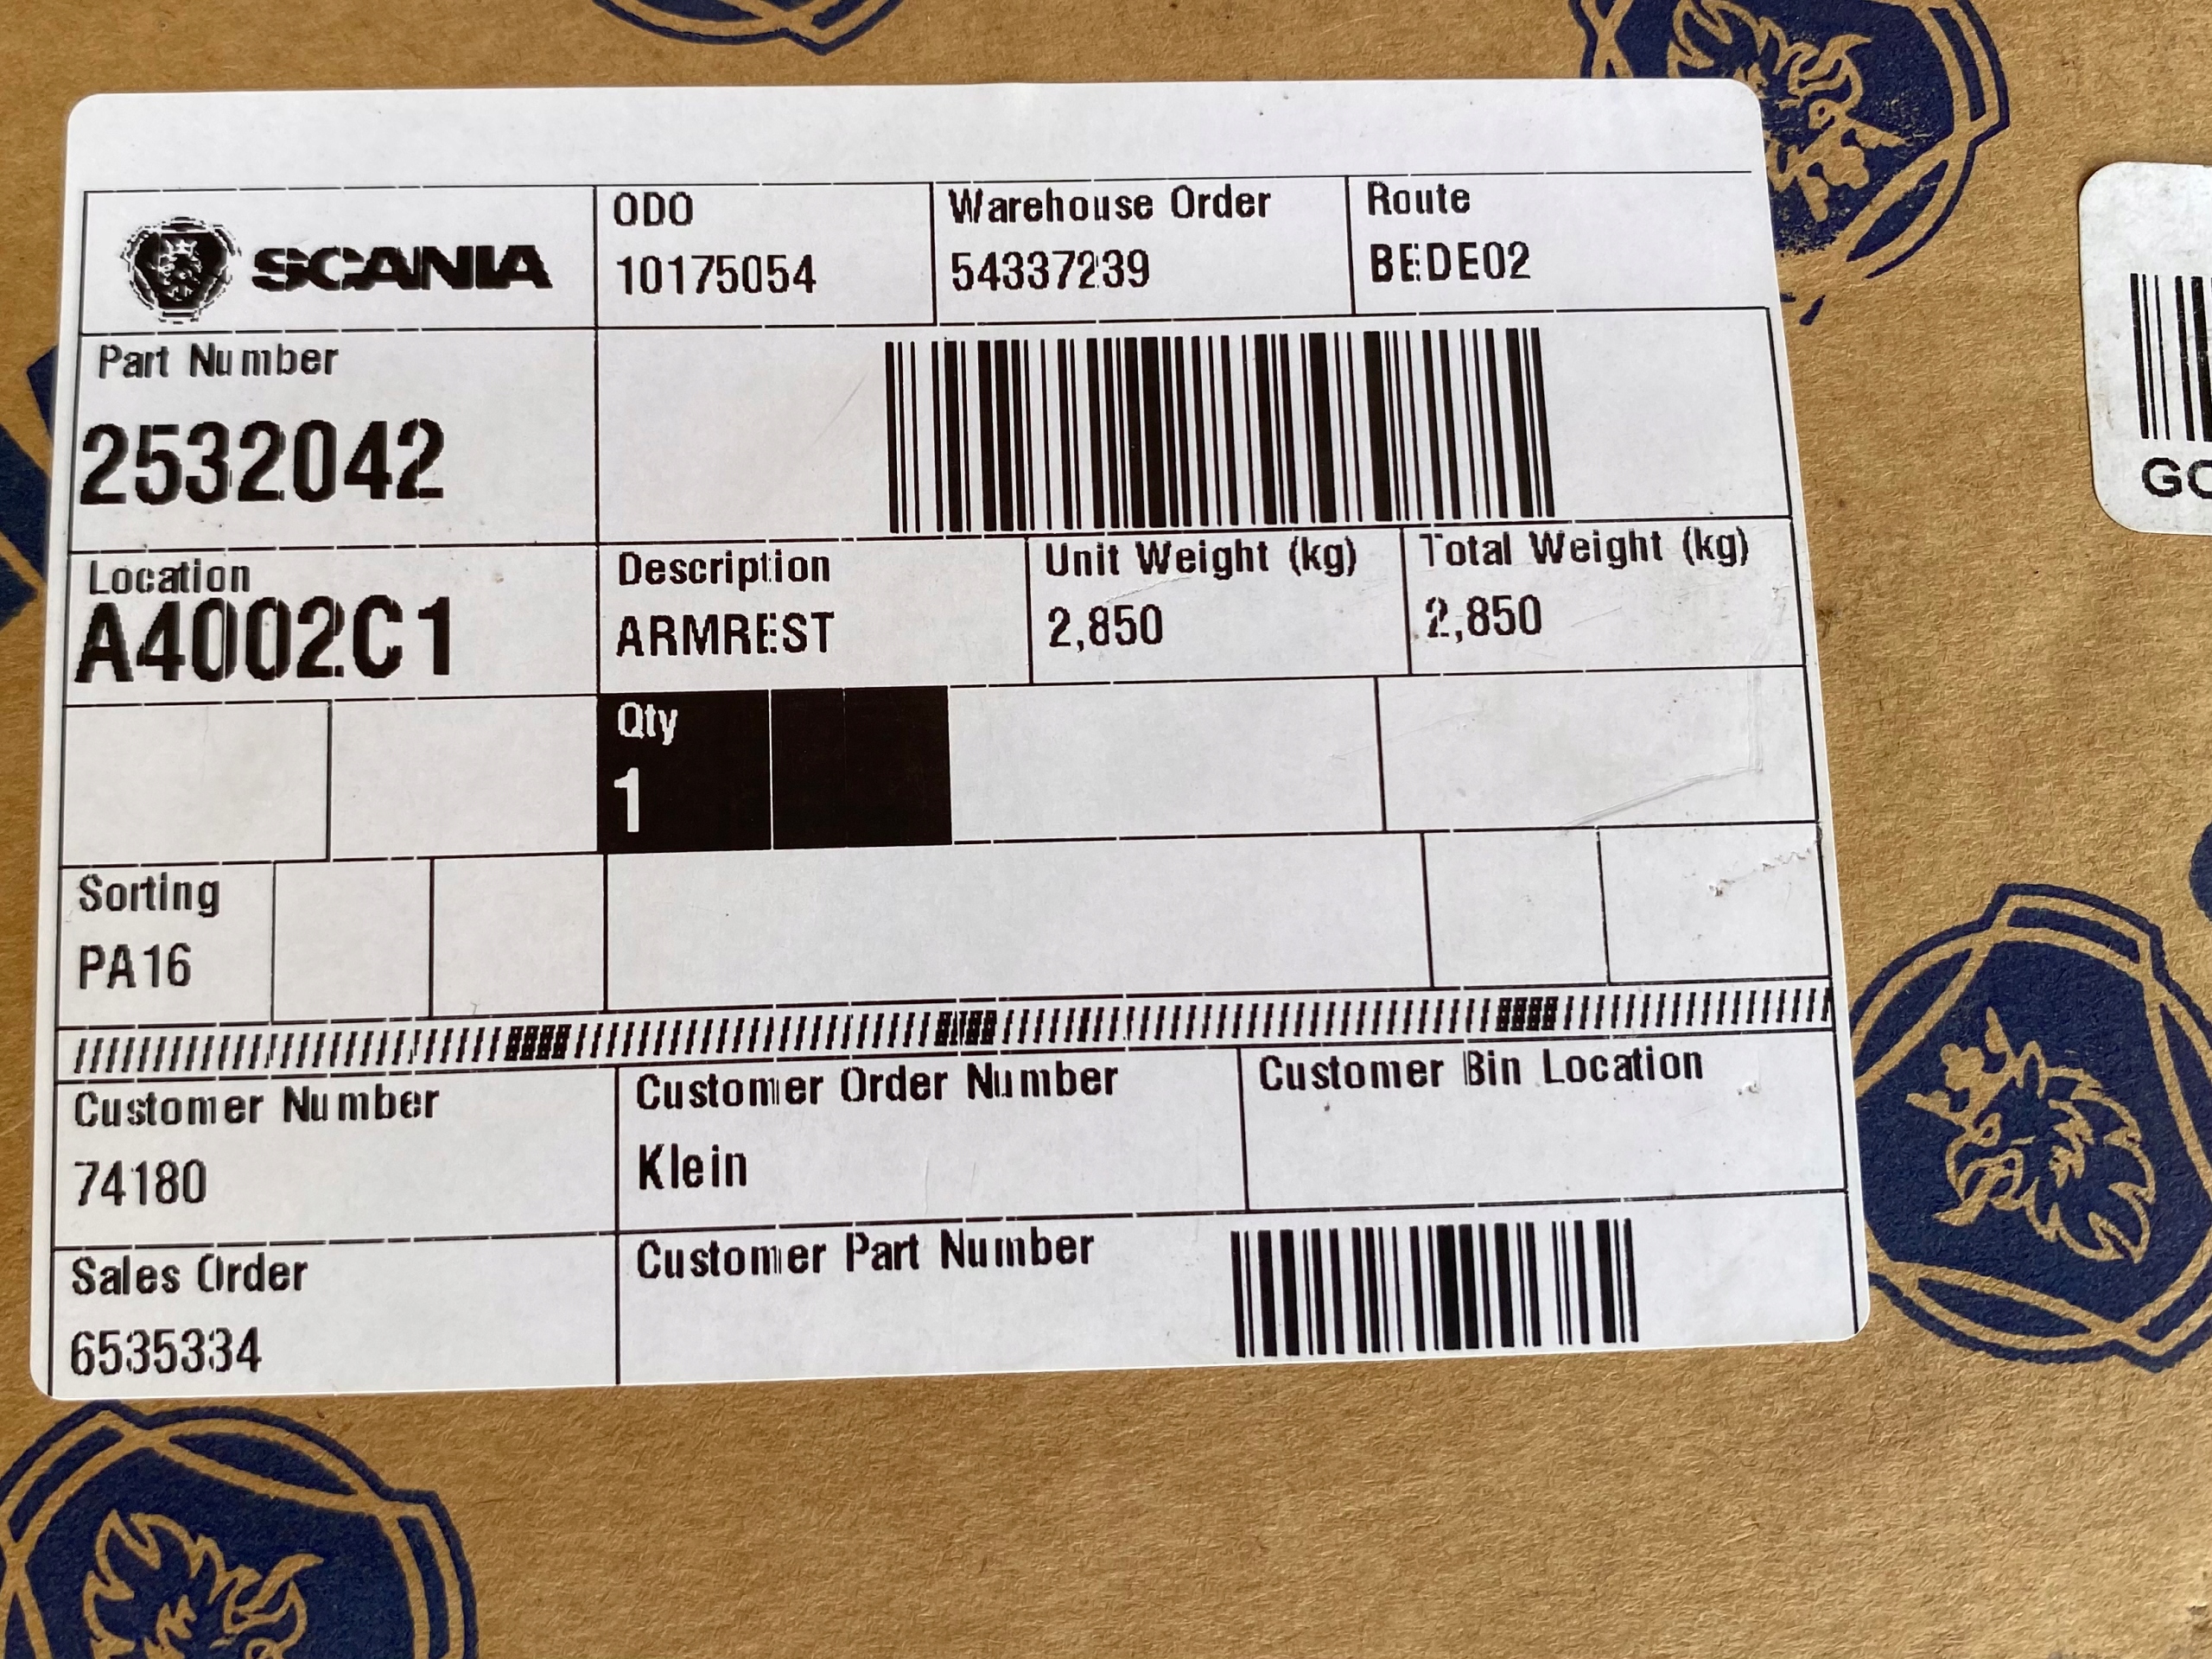 SCANIA
ODO
10175054
Warehouse Order
54337239
Route
BEDE02
Part Number
2532042
Location
A4002C1
Description
ARMREST
Unit Weight (kg)
2,850
Total Weight (kg)
2,850
Qty
1
Sorting
PA16
Customer Number
74180
Customer Order Number
Klein
Customer Bin Location
Sales Order
6535334
Customer Part Number